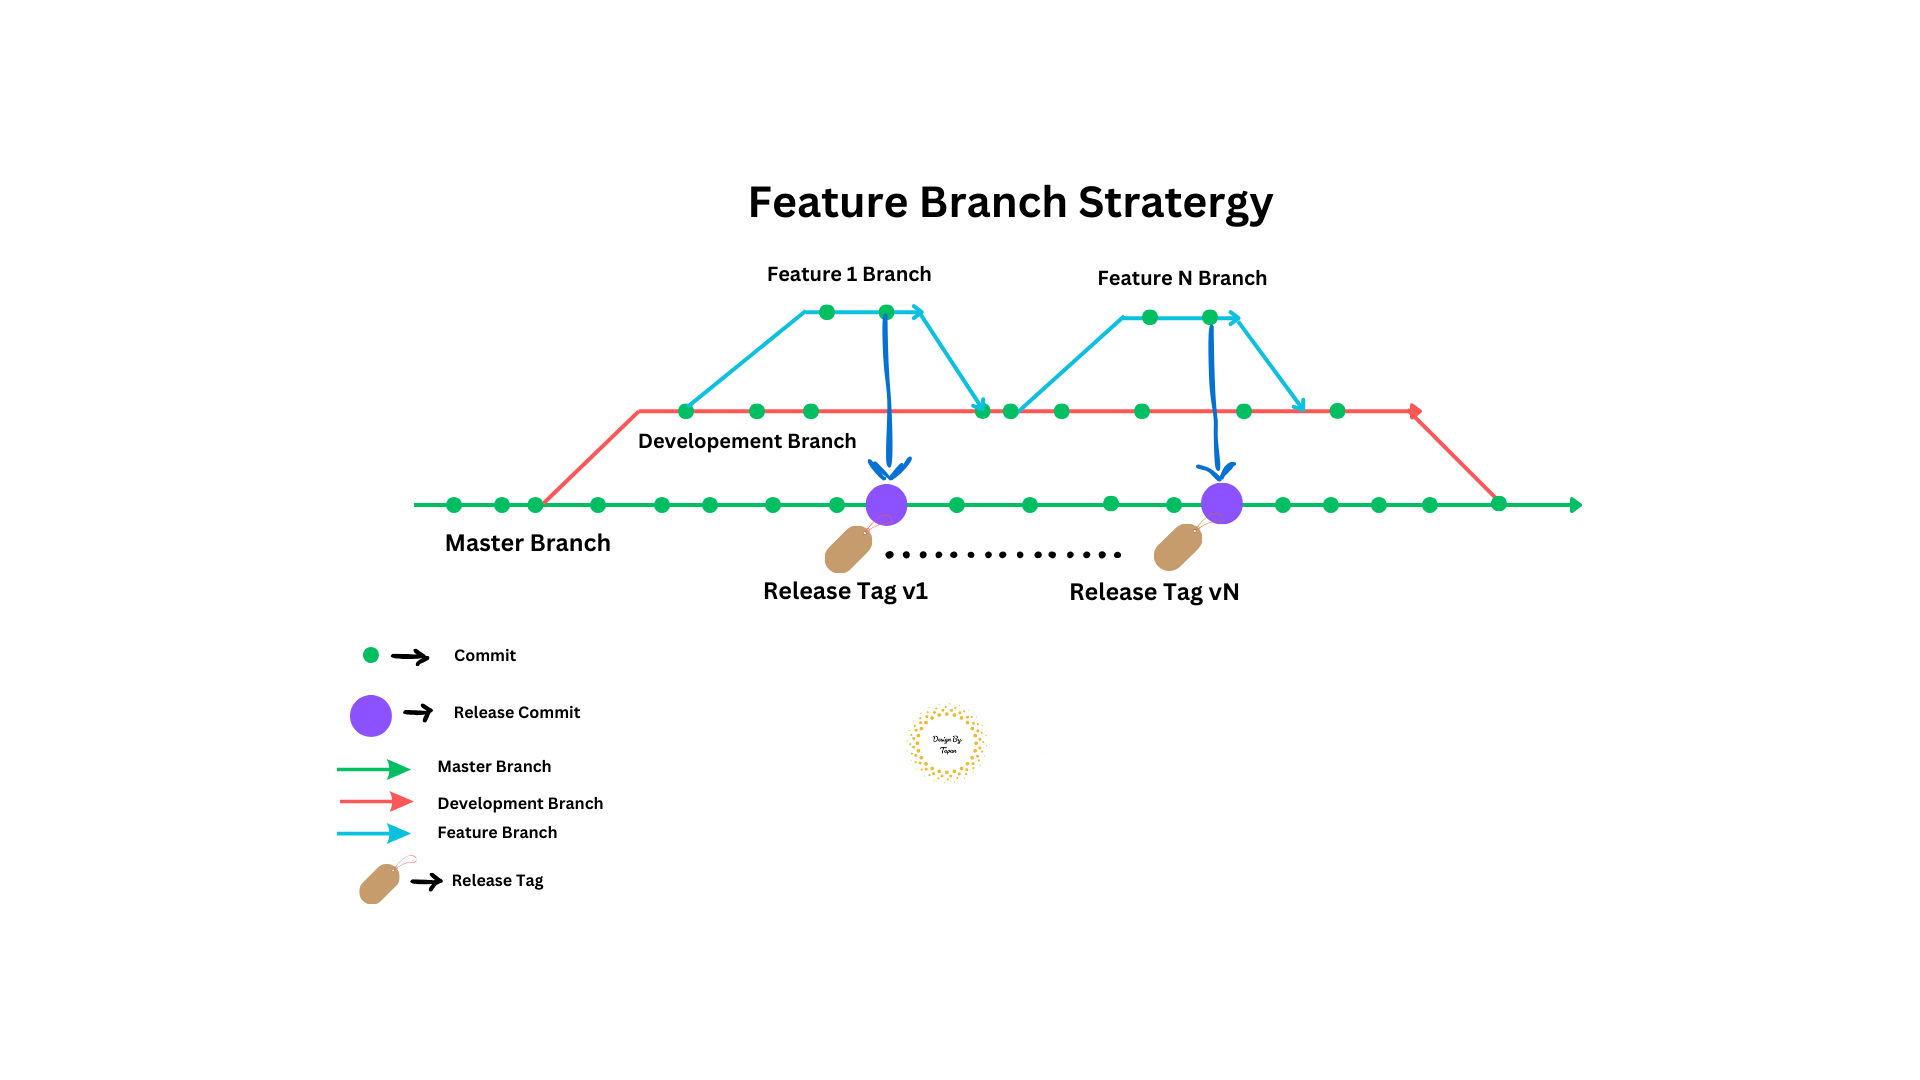 Feature Branch Stratergy
Feature 1 Branch
Feature N Branch
Developement Branch
Master Branch
Release Tag v1
Release Tag vN
Commit
Release Commit
Master Branch
Development Branch
Feature Branch
Release Tag
Design By
Tapan